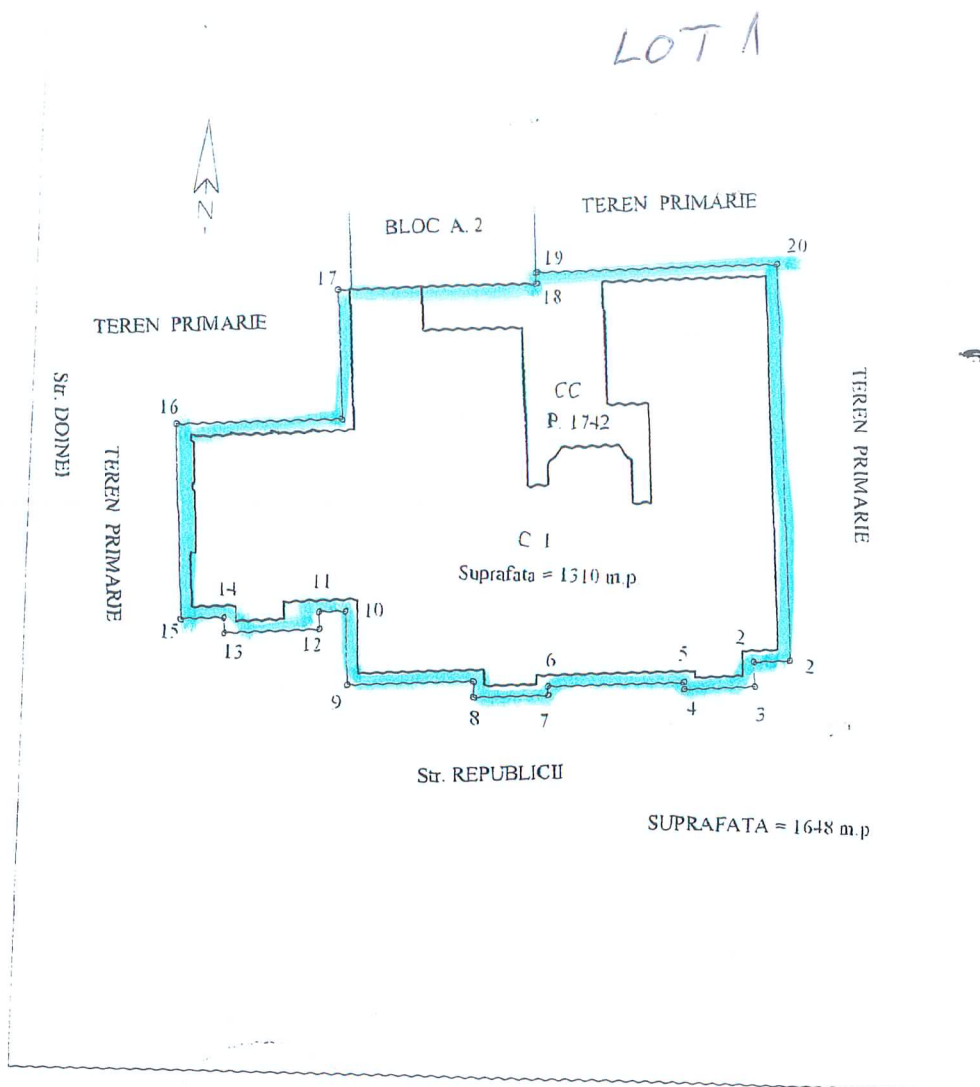 LOT 1
N
BLOC A. 2
TEREN PRIMĂRIE
20
19
17
18
TEREN PRIMARIE
Str. DOINEI
16
CC
P. 1742
TEREN PRIMARIE
TEREN PRIMARIE
C 1
Suprafata = 1310 m.p
14
11
10
15
13
12
9
8
7
6
5
4
3
2
2
Str. REPUBLICII
SUPRAFATA = 1648 m.p